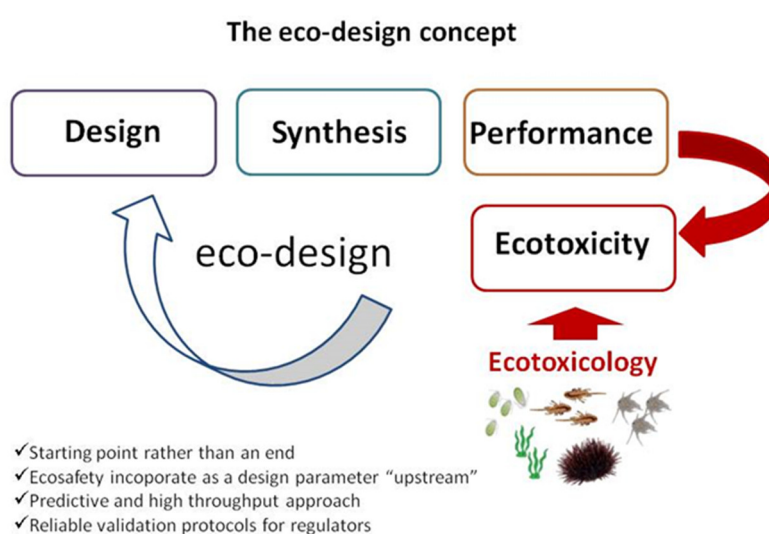 The eco-design concept
Design
Synthesis
Performance
eco-design
Ecotoxicity
Ecotoxicology
✓Starting point rather than an end
✓Ecosafety incoporate as a design parameter “upstream”
✓Predictive and high throughput approach
✓Reliable validation protocols for regulators